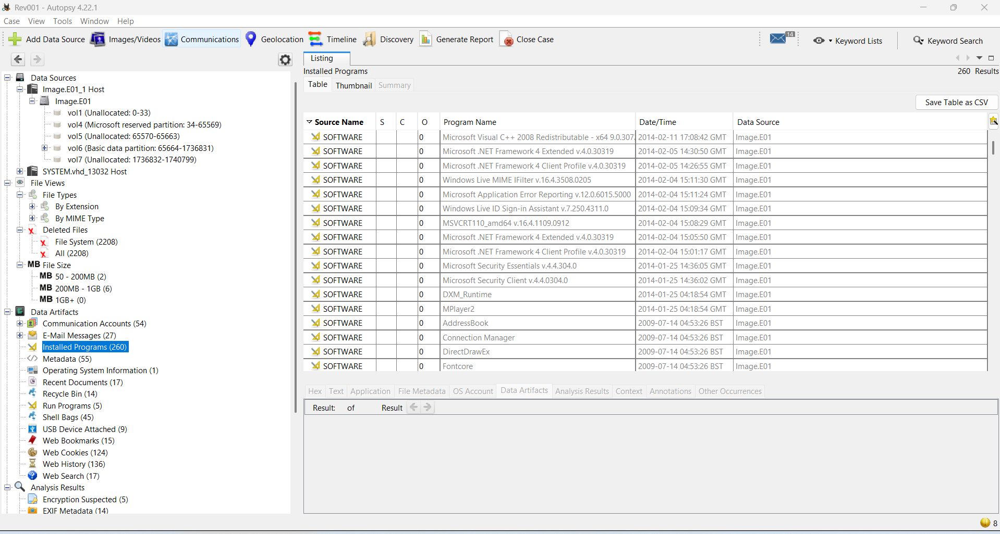 Rev001 - Autopsy 4.22.1
Case View Tools Window Help
Add Data Source Images/Videos Communications Geolocation Timeline Discovery Generate Report Close Case 14 Keyword Lists Keyword Search
Data Sources
Image.E01_1 Host
Image.E01
vol1 (Unallocated: 0-33)
vol4 (Microsoft reserved partition: 34-65569)
vol5 (Unallocated: 65570-65663)
vol6 (Basic data partition: 65664-1736831)
vol7 (Unallocated: 1736832-1740799)
SYSTEM.vhd_13032 Host
File Views
File Types
By Extension
By MIME Type
Deleted Files
File System (2208)
All (2208)
MB File Size
MB 50 - 200MB (2)
MB 200MB - 1GB (6)
MB 1GB+ (0)
Data Artifacts
Communication Accounts (54)
E-Mail Messages (27)
Installed Programs (260)
Metadata (55)
Operating System Information (1)
Recent Documents (17)
Recycle Bin (14)
Run Programs (5)
Shell Bags (45)
USB Device Attached (9)
Web Bookmarks (15)
Web Cookies (124)
Web History (136)
Web Search (17)
Analysis Results
Encryption Suspected (5)
EXIF Metadata (14)
Listing
Installed Programs 260 Results
Table Thumbnail Summary
Save Table as CSV
Source Name S C O Program Name Date/Time Data Source
SOFTWARE 0 Microsoft Visual C++ 2008 Redistributable - x64 9.0.307. 2014-02-11 17:08:42 GMT Image.E01
SOFTWARE 0 Microsoft .NET Framework 4 Extended v.4.0.30319 2014-02-05 14:30:50 GMT Image.E01
SOFTWARE 0 Microsoft .NET Framework 4 Client Profile v.4.0.30319 2014-02-05 14:26:55 GMT Image.E01
SOFTWARE 0 Windows Live MIME IFilter v.16.4.3508.0205 2014-02-04 15:11:30 GMT Image.E01
SOFTWARE 0 Microsoft Application Error Reporting v.12.0.6015.5000 2014-02-04 15:11:24 GMT Image.E01
SOFTWARE 0 Windows Live ID Sign-in Assistant v.7.250.4311.0 2014-02-04 15:09:34 GMT Image.E01
SOFTWARE 0 MSVCRT110_amd64 v.16.4.1109.0912 2014-02-04 15:08:29 GMT Image.E01
SOFTWARE 0 Microsoft .NET Framework 4 Extended v.4.0.30319 2014-02-04 15:05:50 GMT Image.E01
SOFTWARE 0 Microsoft .NET Framework 4 Client Profile v.4.0.30319 2014-02-04 15:01:17 GMT Image.E01
SOFTWARE 0 Microsoft Security Essentials v.4.4.304.0 2014-01-25 14:36:05 GMT Image.E01
SOFTWARE 0 Microsoft Security Client v.4.4.0304.0 2014-01-25 14:36:02 GMT Image.E01
SOFTWARE 0 DXM_Runtime 2014-01-25 04:18:54 GMT Image.E01
SOFTWARE 0 MPlayer2 2014-01-25 04:18:54 GMT Image.E01
SOFTWARE 0 AddressBook 2009-07-14 04:53:26 BST Image.E01
SOFTWARE 0 Connection Manager 2009-07-14 04:53:26 BST Image.E01
SOFTWARE 0 DirectDrawEx 2009-07-14 04:53:26 BST Image.E01
SOFTWARE 0 Fontcore 2009-07-14 04:53:26 BST Image.E01
Hex Text Application File Metadata OS Account Data Artifacts Analysis Results Context Annotations Other Occurrences
Result: of Result
8